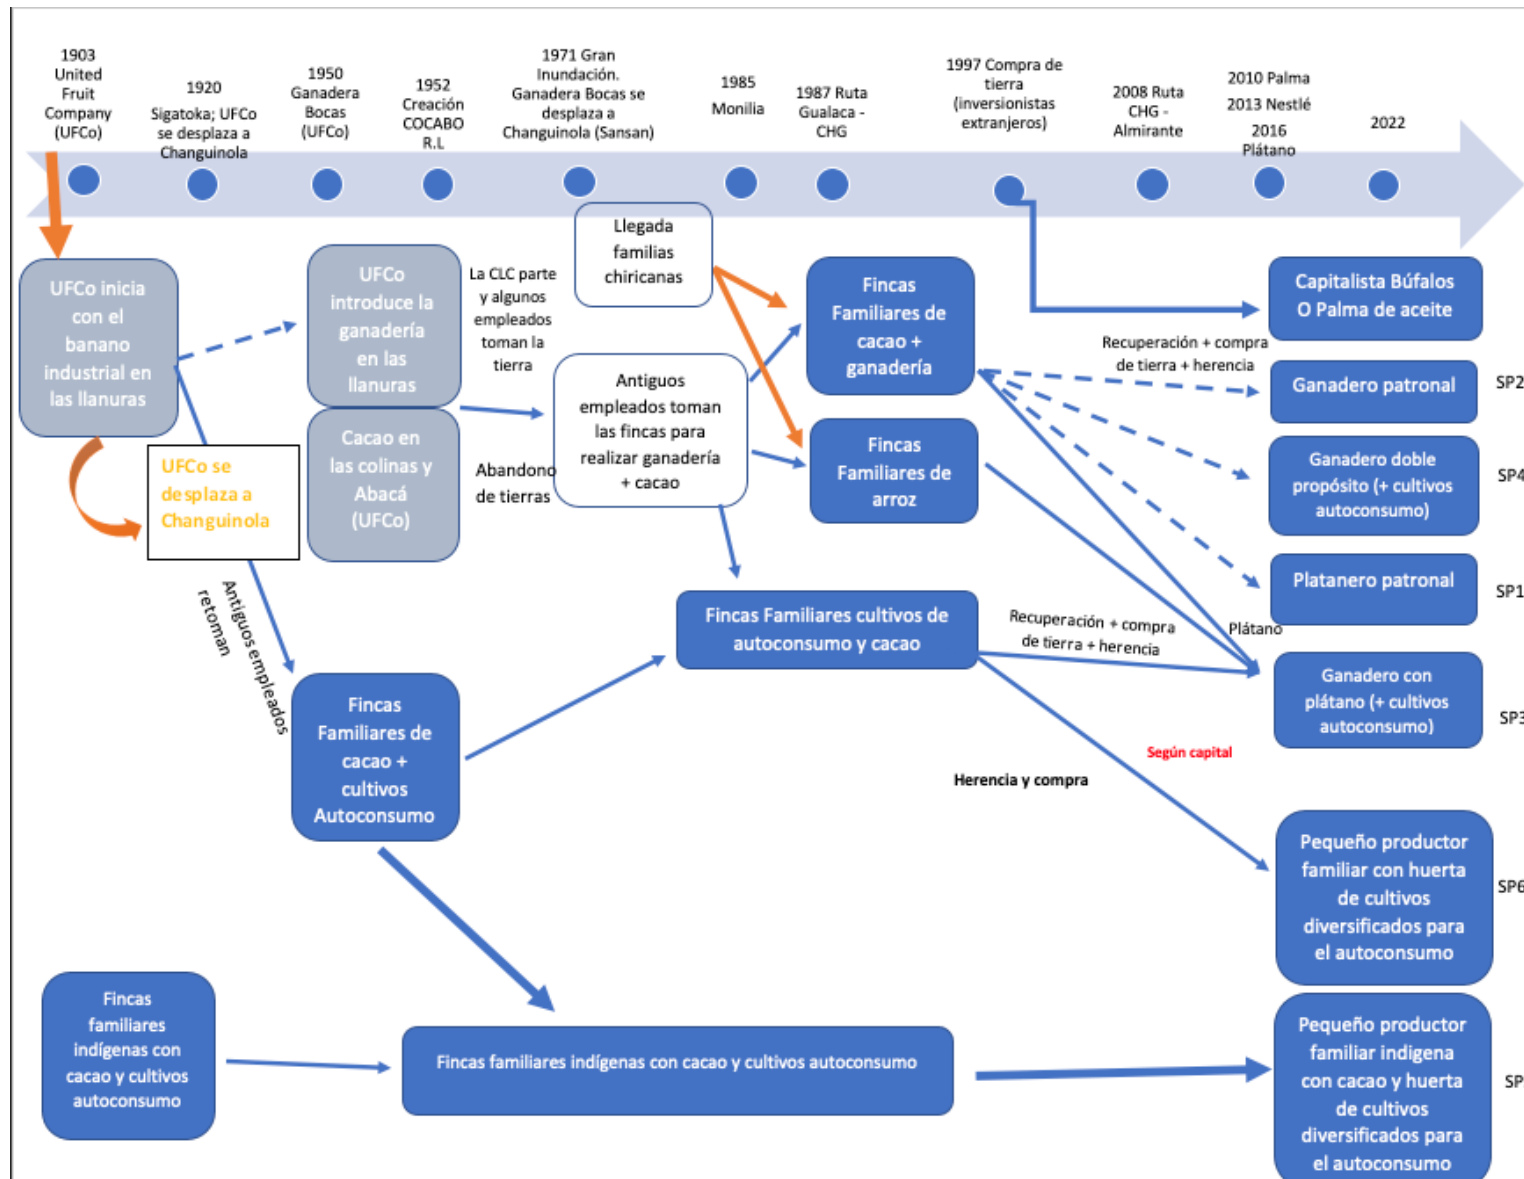 1903
United
Fruit
Company
(UFCo)
1920
Sigatoka; UFCo
se desplaza a
Changuinola
1950
Ganadera
Bocas
(UFCo)
1952
Creación
COCABO
R.L
1971 Gran
Inundación.
Ganadera Bocas se
desplaza a
Changuinola (Sansan)
1985
Monilia
1987 Ruta
Gualaca -
CHG
1997 Compra de
tierra
(inversionistas
extranjeros)
2008 Ruta
CHG -
Almirante
2010 Palma
2013 Nestlé
2016
Plátano
2022
UFCo inicia
con el
banano
industrial en
las llanuras
UFCo se
desplaza a
Changuinola
UFCo
introduce la
ganadería
en las
llanuras
Cacao en
las colinas y
Abacá
(UFCo)
La CLC parte
y algunos
empleados
toman la
tierra
Abandono
de tierras
Llegada
familias
chiricanas
Antiguos
empleados toman
las fincas para
realizar ganadería
+ cacao
Fincas
Familiares de
cacao +
ganadería
Fincas
Familiares de
arroz
Recuperación + compra
de tierra + herencia
Capitalista Búfalos
O Palma de aceite
Ganadero patronal
SP2
Ganadero doble
propósito (+ cultivos
autoconsumo)
SP4
Platanero patronal
SP1
Plátano
Ganadero con
plátano (+ cultivos
autoconsumo)
SP3
Antiguos empleados
retoman
Fincas
Familiares de
cacao +
cultivos
Autoconsumo
Fincas Familiares cultivos de
autoconsumo y cacao
Recuperación + compra
de tierra + herencia
Según capital
Herencia y compra
Pequeño productor
familiar con huerta
de cultivos
diversificados para
el autoconsumo
SP6
Fincas
familiares
indígenas con
cacao y cultivos
autoconsumo
Fincas familiares indígenas con cacao y cultivos autoconsumo
Pequeño productor
familiar indigena
con cacao y huerta
de cultivos
diversificados para
el autoconsumo
SP